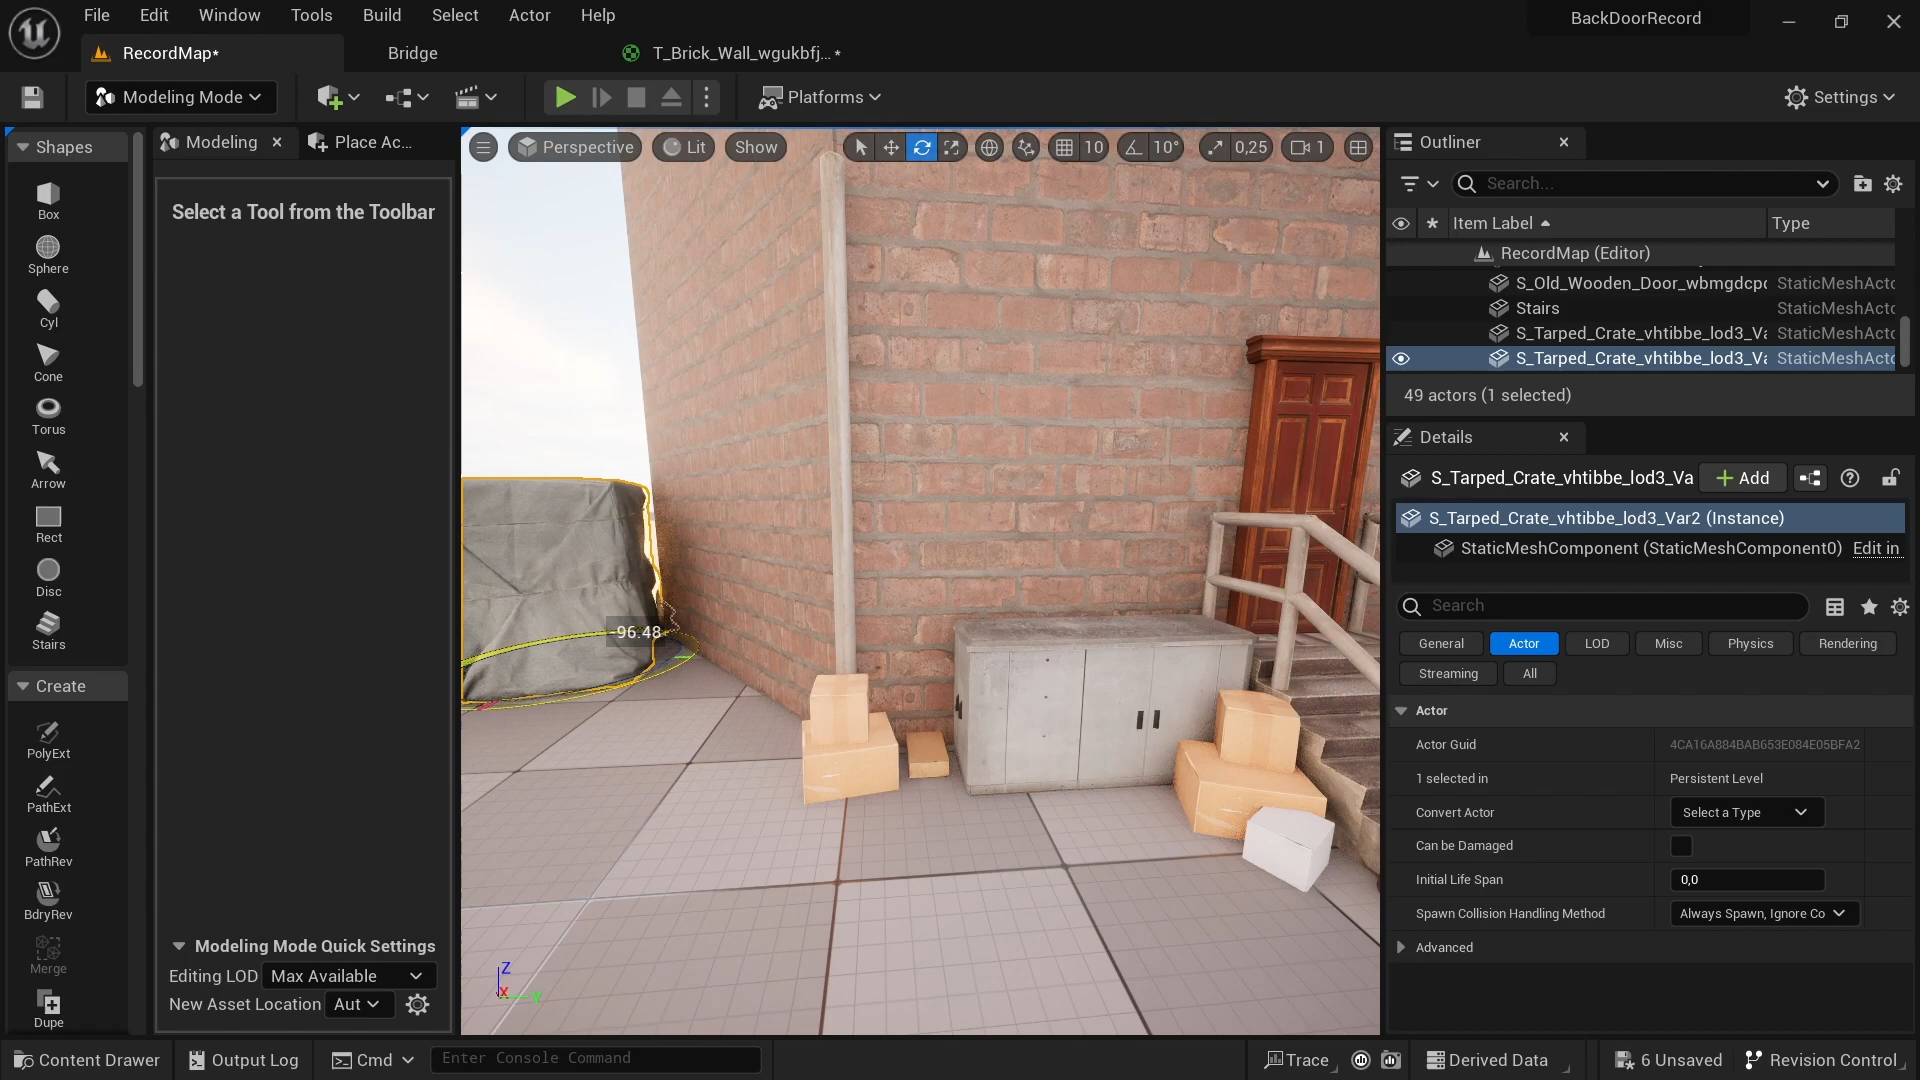 File Edit Window Tools Build Select Actor Help
BackDoorRecord
RecordMap*
Bridge
T_Brick_Wall_wgukbfj...*
Modeling Mode
Platforms
Settings
Shapes
Box
Sphere
Cyl
Cone
Torus
Arrow
Rect
Disc
Stairs
Create
PolyExt
PathExt
PathRev
BdryRev
Merge
Dupe
Modeling
Place Ac...
Select a Tool from the Toolbar
Modeling Mode Quick Settings
Editing LOD Max Available
New Asset Location Aut
Perspective Lit Show 10 10° 0,25 1
-96.48
Z
X Y
Outliner
Search...
Item Label Type
RecordMap (Editor)
S_Old_Wooden_Door_wbmgdcpc StaticMeshActo
Stairs StaticMeshActo
S_Tarped_Crate_vhtibbe_lod3_Va StaticMeshActo
S_Tarped_Crate_vhtibbe_lod3_Va StaticMeshActo
49 actors (1 selected)
Details
S_Tarped_Crate_vhtibbe_lod3_Va
Add
S_Tarped_Crate_vhtibbe_lod3_Var2 (Instance)
StaticMeshComponent (StaticMeshComponent0) Edit in
Search
General Actor LOD Misc Physics Rendering
Streaming All
Actor
Actor Guid 4CA16A884BAB653E084E05BFA2
1 selected in Persistent Level
Convert Actor Select a Type
Can be Damaged
Initial Life Span 0,0
Spawn Collision Handling Method Always Spawn, Ignore Co
Advanced
Content Drawer Output Log Cmd Enter Console Command Trace Derived Data 6 Unsaved Revision Control